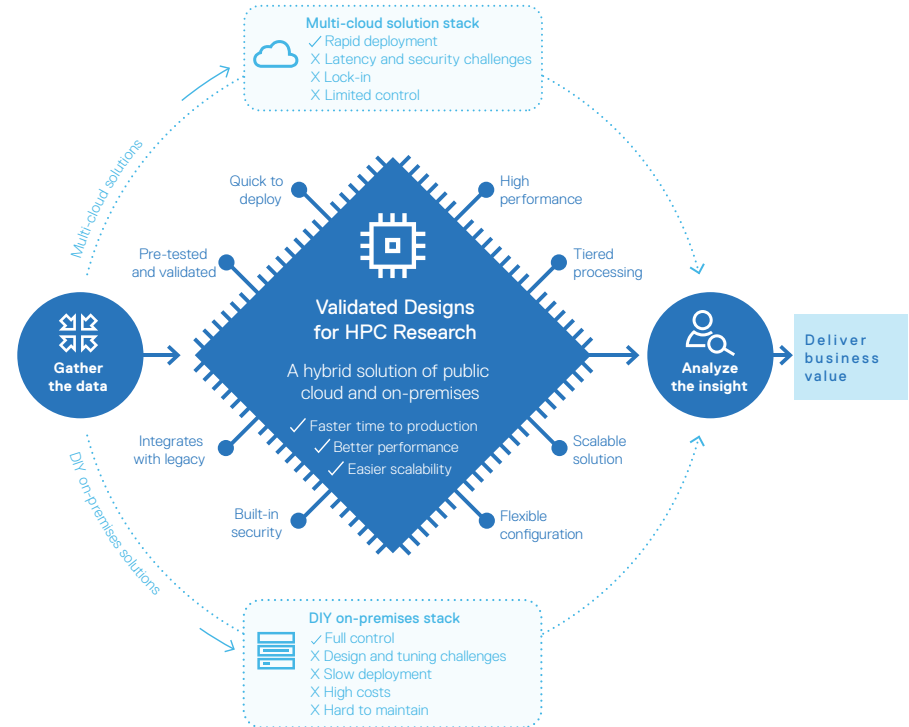 Multi-cloud solution stack
✓ Rapid deployment
X Latency and security challenges
X Lock-in
X Limited control
Multi-cloud solutions
Quick to
deploy
High
performance
Pre-tested
and validated
Tiered
processing
Validated Designs
for HPC Research
Gather
the data
A hybrid solution of public
cloud and on-premises
Analyze
the insight
Deliver
business
value
✓ Faster time to production
✓ Better performance
✓ Easier scalability
Integrates
with legacy
Scalable
solution
Built-in
security
Flexible
configuration
DIY on-premises solutions
DIY on-premises stack
✓ Full control
X Design and tuning challenges
X Slow deployment
X High costs
X Hard to maintain